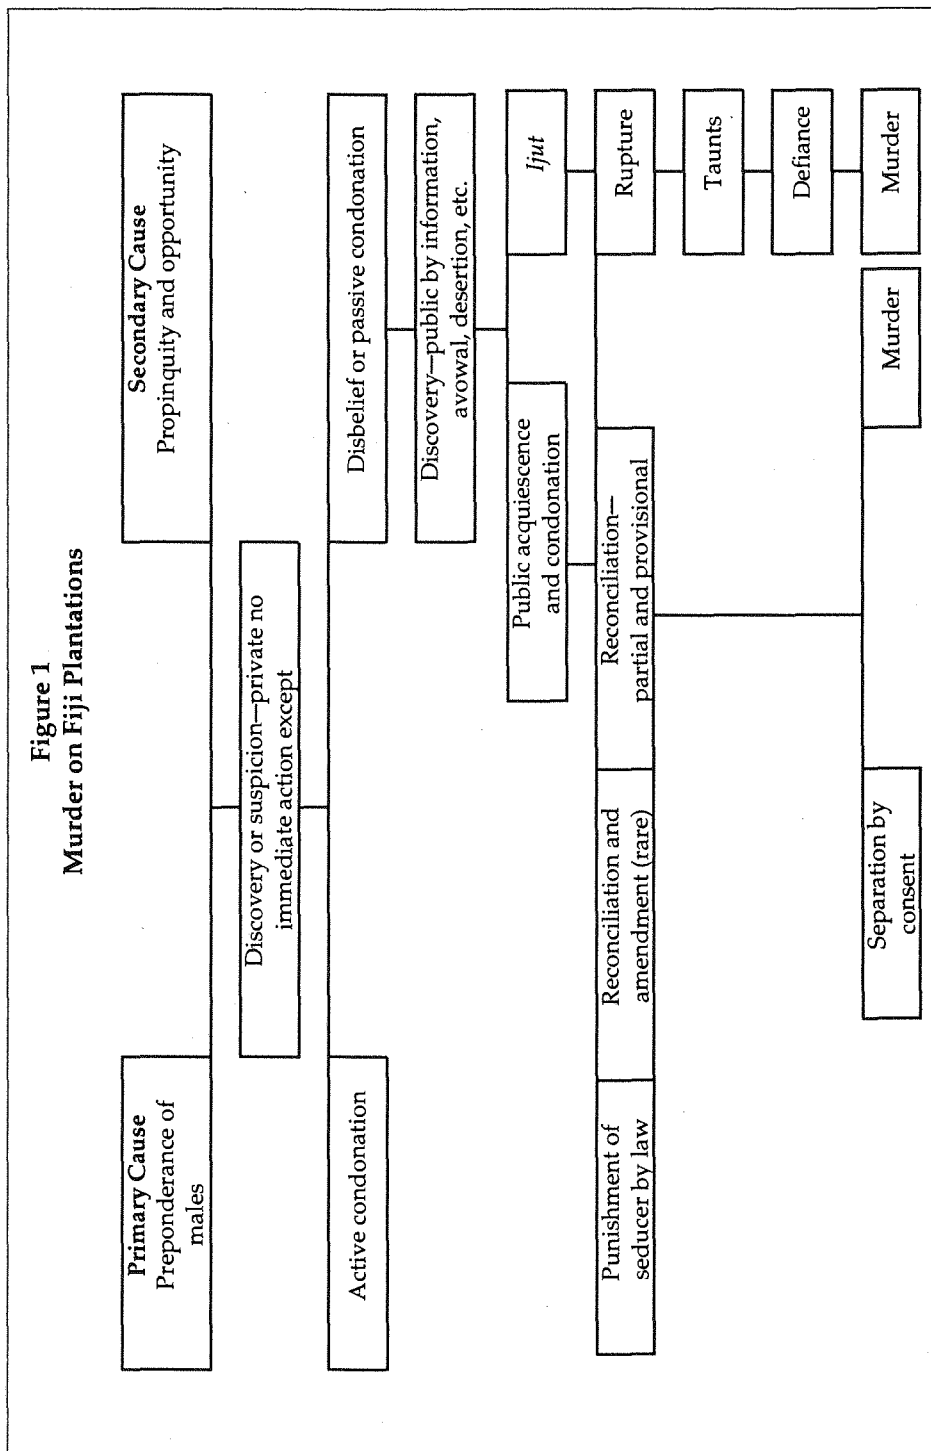 Figure 1
Murder on Fiji Plantations
Primary Cause
Preponderance of
males
Secondary Cause
Propinquity and opportunity
Discovery or suspicion—private no
immediate action except
Active condonation
Disbelief or passive condonation
Discovery—public by information,
avowal, desertion, etc.
Public acquiescence
and condonation
Ijut
Punishment of
seducer by law
Reconciliation and
amendment (rare)
Reconciliation—
partial and provisional
Rupture
Taunts
Defiance
Separation by
consent
Murder
Murder